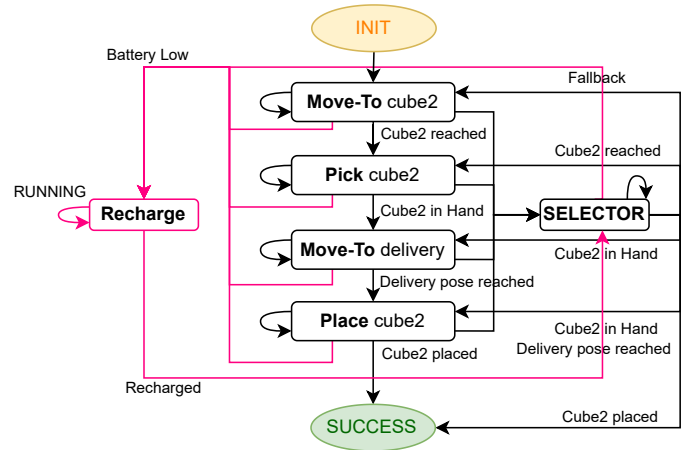 INIT
Battery Low
Fallback
Move-To cube2
Cube2 reached
Cube2 reached
Pick cube2
RUNNING
Recharge
Cube2 in Hand
SELECTOR
Move-To delivery
Cube2 in Hand
Delivery pose reached
Place cube2
Cube2 in Hand
Delivery pose reached
Cube2 placed
Recharged
Cube2 placed
SUCCESS